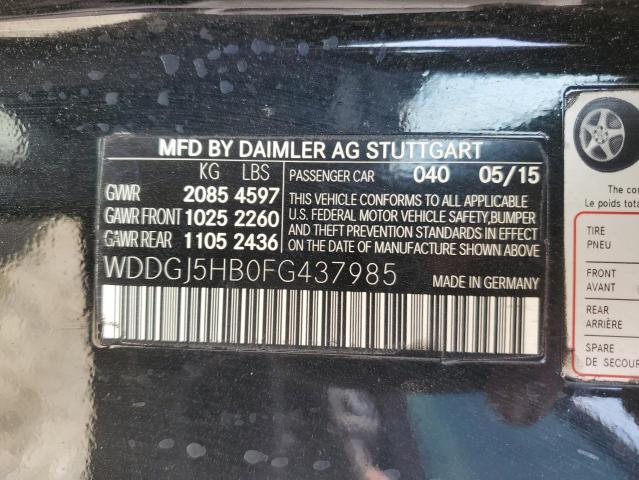 MFD BY DAIMLER AG STUTTGART
KG LBS
GVWR 2085 4597
GAWR FRONT 1025 2260
GAWR REAR 1105 2436
PASSENGER CAR 040 05/15
THIS VEHICLE CONFORMS TO ALL APPLICABLE
U.S. FEDERAL MOTOR VEHICLE SAFETY, BUMPER
AND THEFT PREVENTION STANDARDS IN EFFECT
ON THE DATE OF MANUFACTURE SHOWN ABOVE.
WDDGJ5HB0FG437985
MADE IN GERMANY
The co
Le poids to
TIRE
PNEU
FRONT
AVANT
REAR
ARRIÈRE
SPARE
DE SECOUR